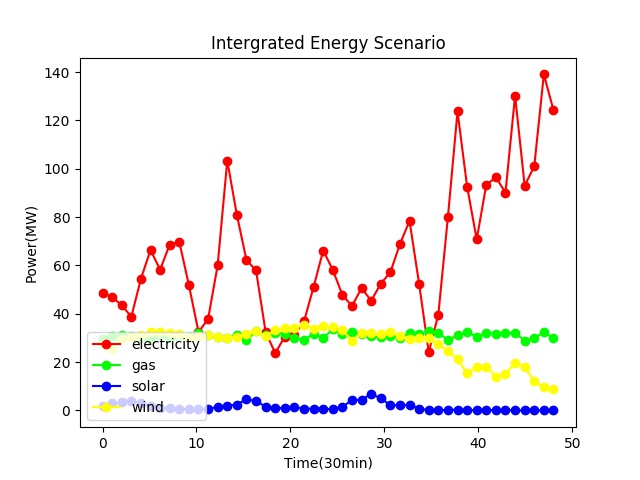 Intergrated Energy Scenario
Power(MW)
140
120
100
80
60
40
20
0
electricity
gas
solar
wind
0 10 20 30 40 50
Time(30min)